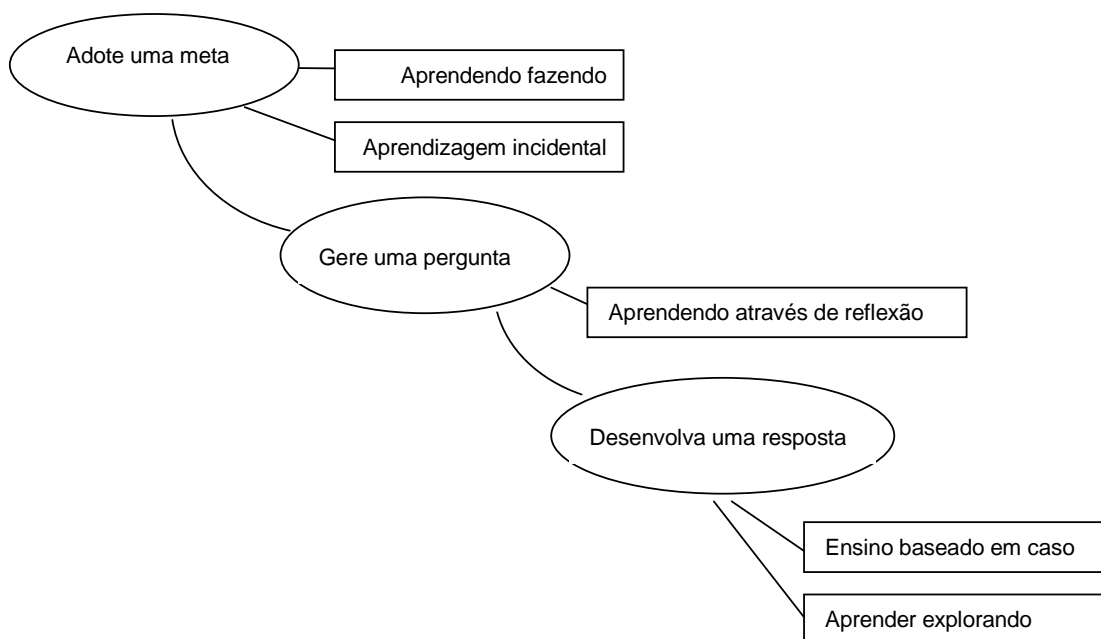 Adote uma meta
Aprendendo fazendo
Aprendizagem incidental
Gere uma pergunta
Aprendendo através de reflexão
Desenvolva uma resposta
Ensino baseado em caso
Aprender explorando